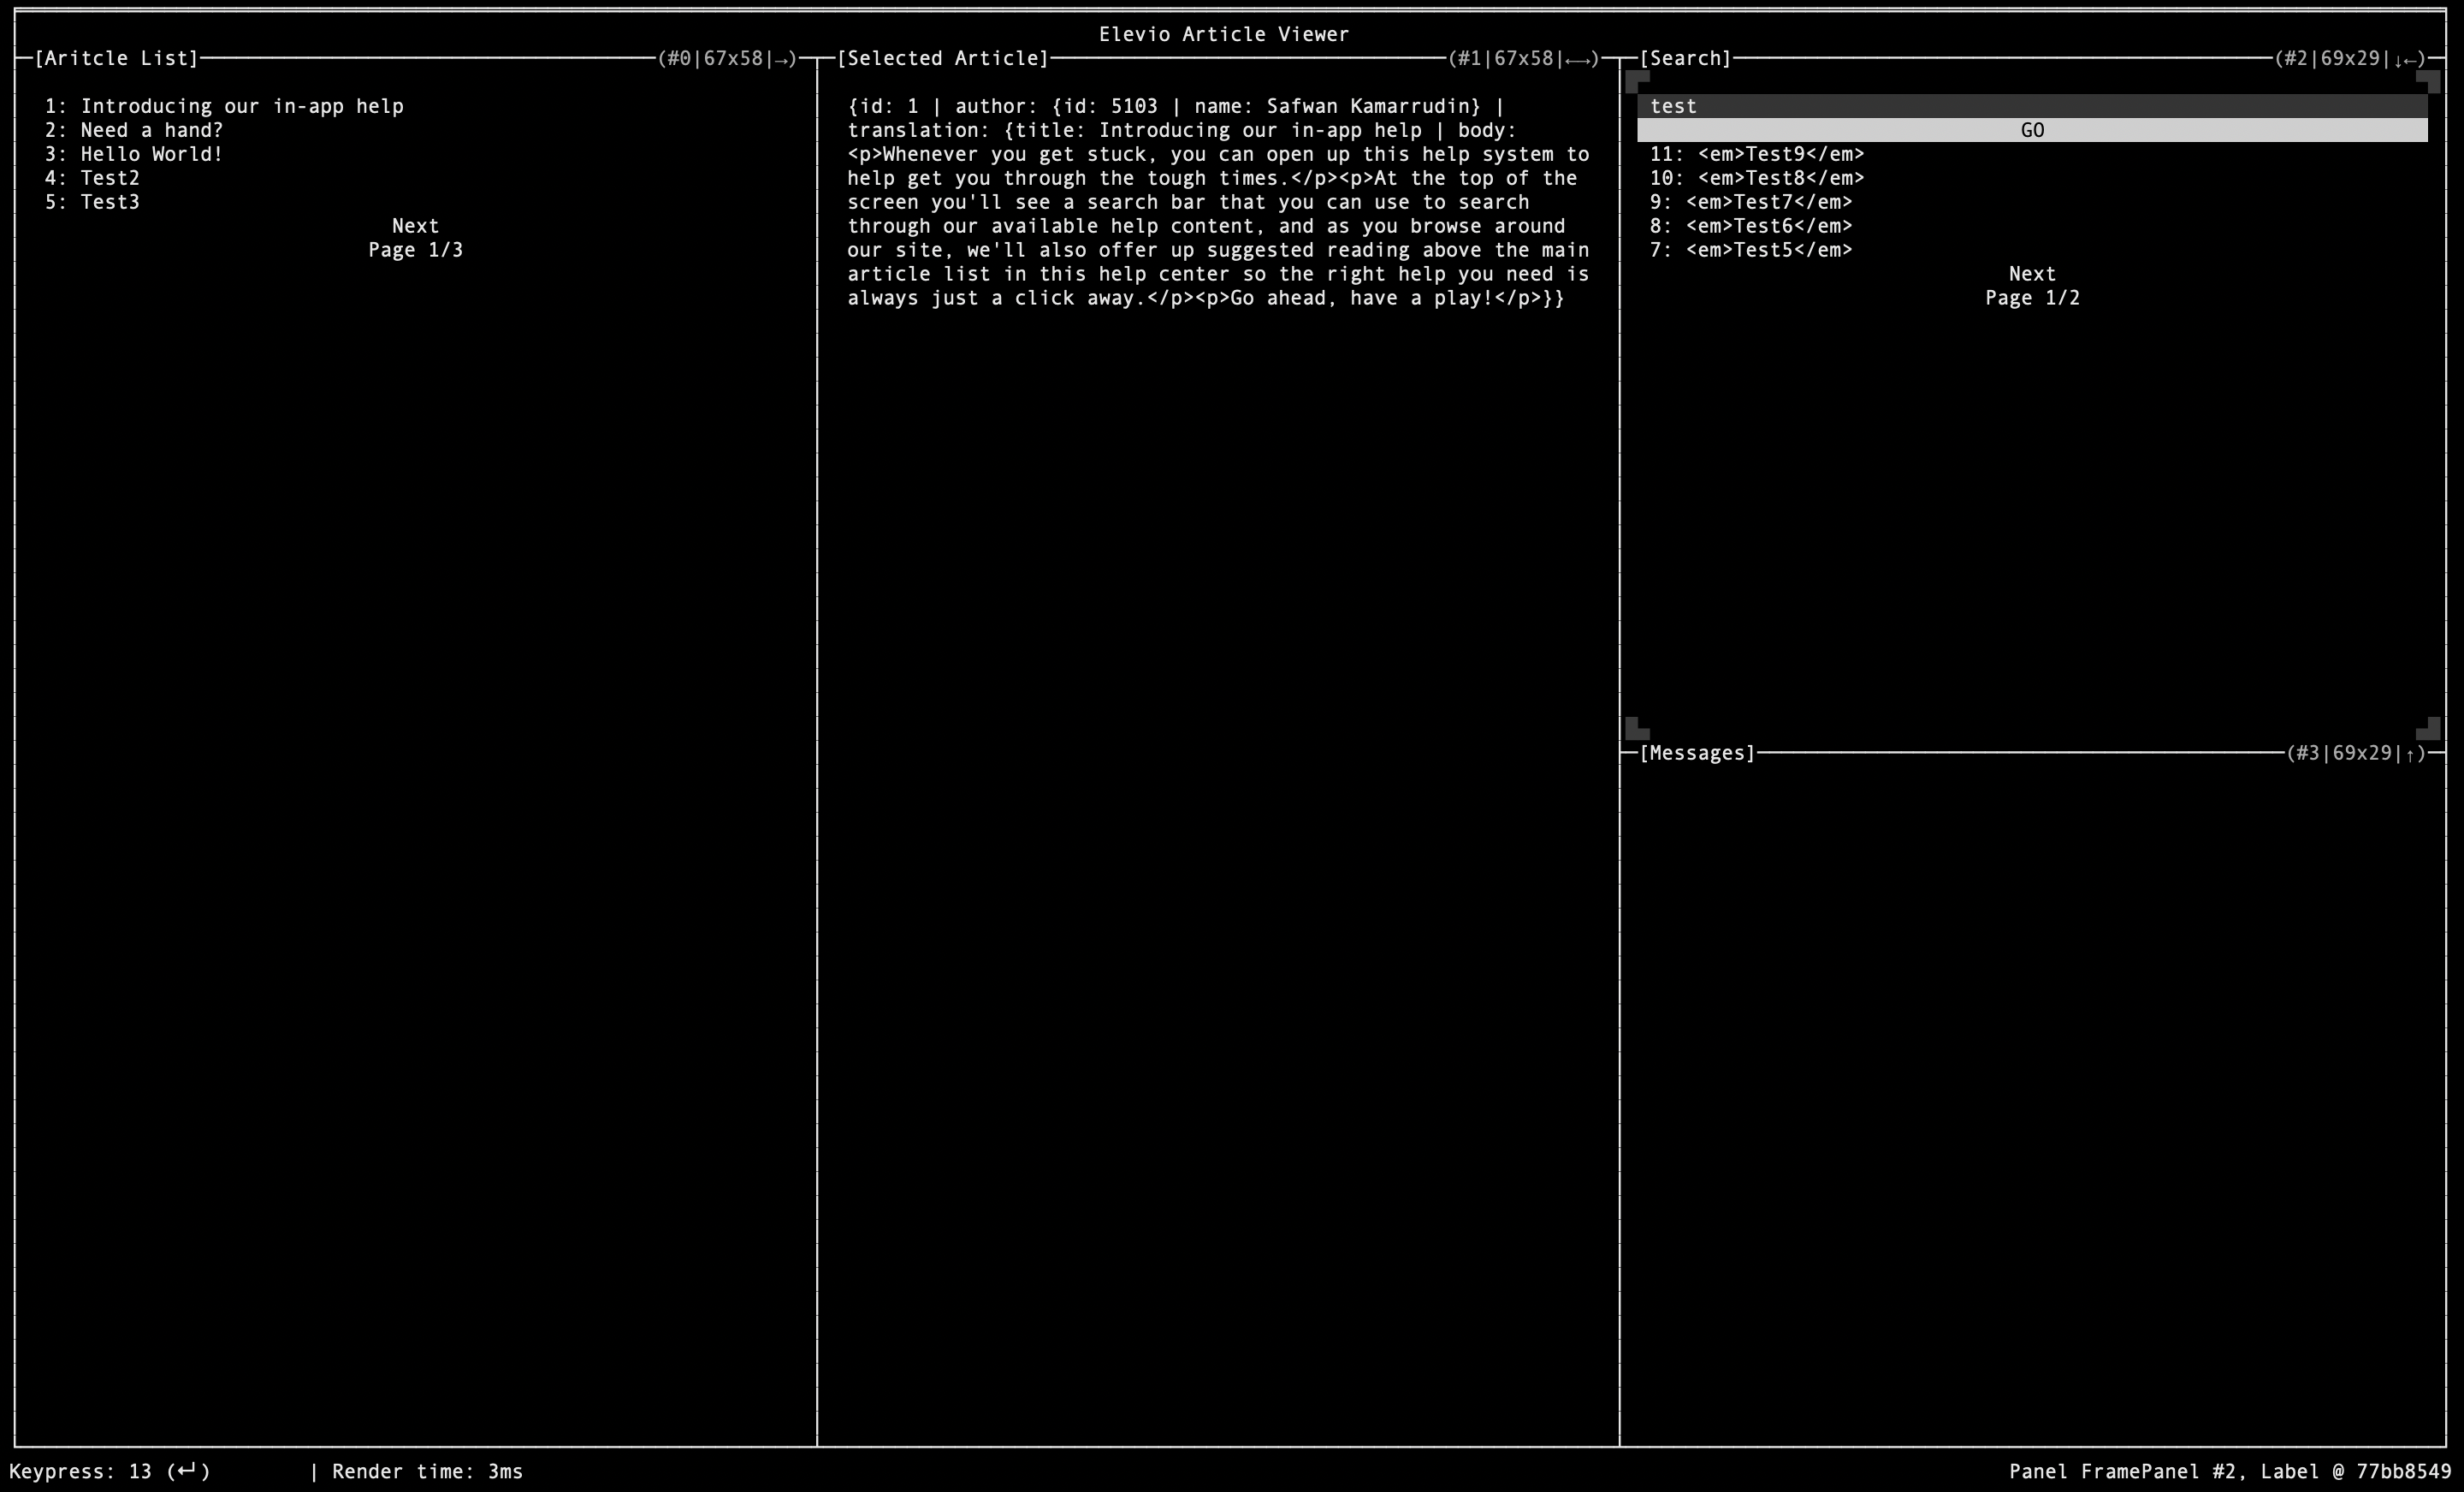 Elevio Article Viewer
[Aritcle List] (#0|67x58|→)
1: Introducing our in-app help
2: Need a hand?
3: Hello World!
4: Test2
5: Test3
Next
Page 1/3
[Selected Article] (#1|67x58|←→)
{id: 1 | author: {id: 5103 | name: Safwan Kamarrudin} |
translation: {title: Introducing our in-app help | body:
<p>Whenever you get stuck, you can open up this help system to
help get you through the tough times.</p><p>At the top of the
screen you'll see a search bar that you can use to search
through our available help content, and as you browse around
our site, we'll also offer up suggested reading above the main
article list in this help center so the right help you need is
always just a click away.</p><p>Go ahead, have a play!</p>}}
[Search] (#2|69x29|↓←)
test
GO
11: <em>Test9</em>
10: <em>Test8</em>
9: <em>Test7</em>
8: <em>Test6</em>
7: <em>Test5</em>
Next
Page 1/2
[Messages] (#3|69x29|↑)
Keypress: 13 (↵) | Render time: 3ms
Panel FramePanel #2, Label @ 77bb8549